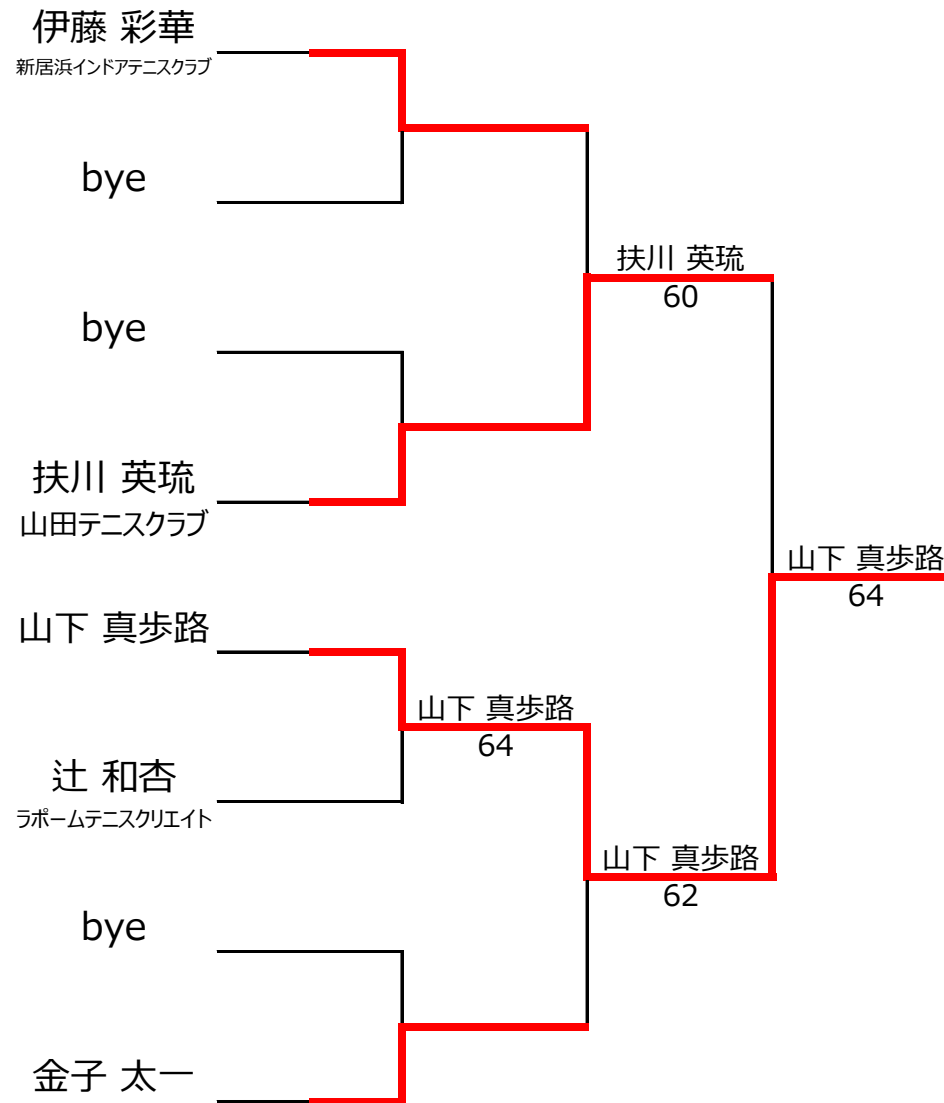 伊藤 彩華
新居浜インドアテニスクラブ
bye
bye
扶川 英琉
山田テニスクラブ
山下 真歩路
辻 和杏
ラポームテニスクリエイト
bye
金子 太一
山下 真歩路
64
扶川 英琉
60
山下 真歩路
62
山下 真歩路
64